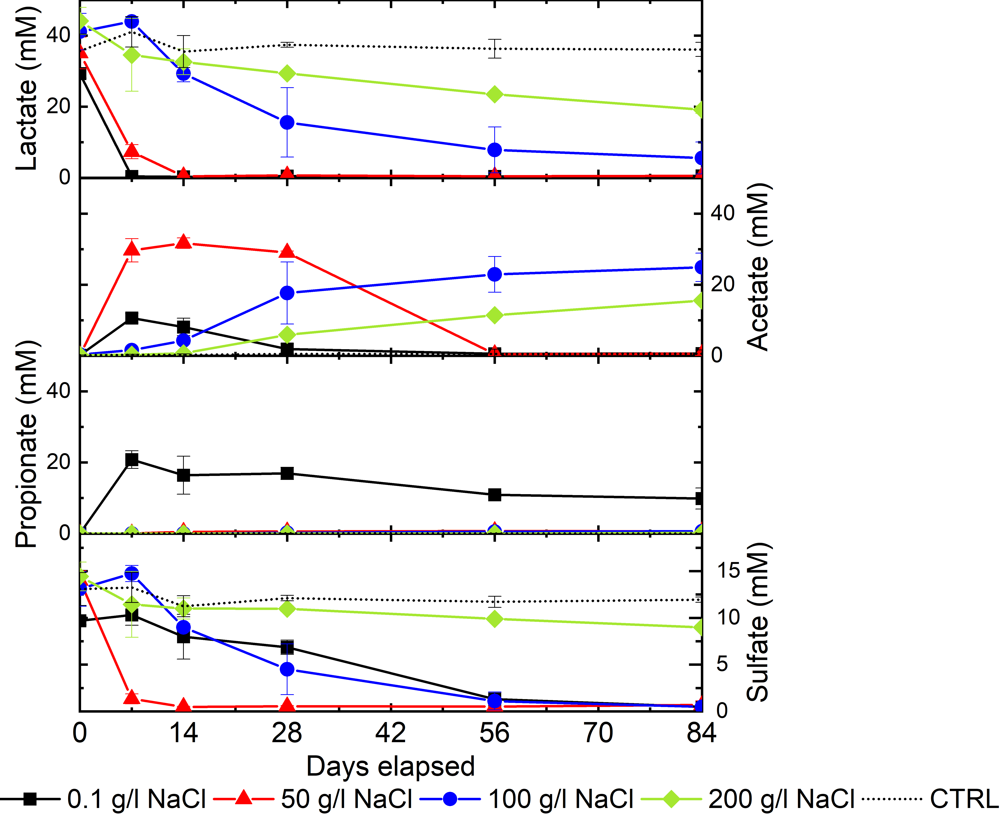 Lactate (mM)
40
20
0
Acetate (mM)
40
20
0
Propionate (mM)
40
20
0
Sulfate (mM)
15
10
5
0
0 14 28 42 56 70 84
Days elapsed
0.1 g/l NaCl 50 g/l NaCl 100 g/l NaCl 200 g/l NaCl CTRL